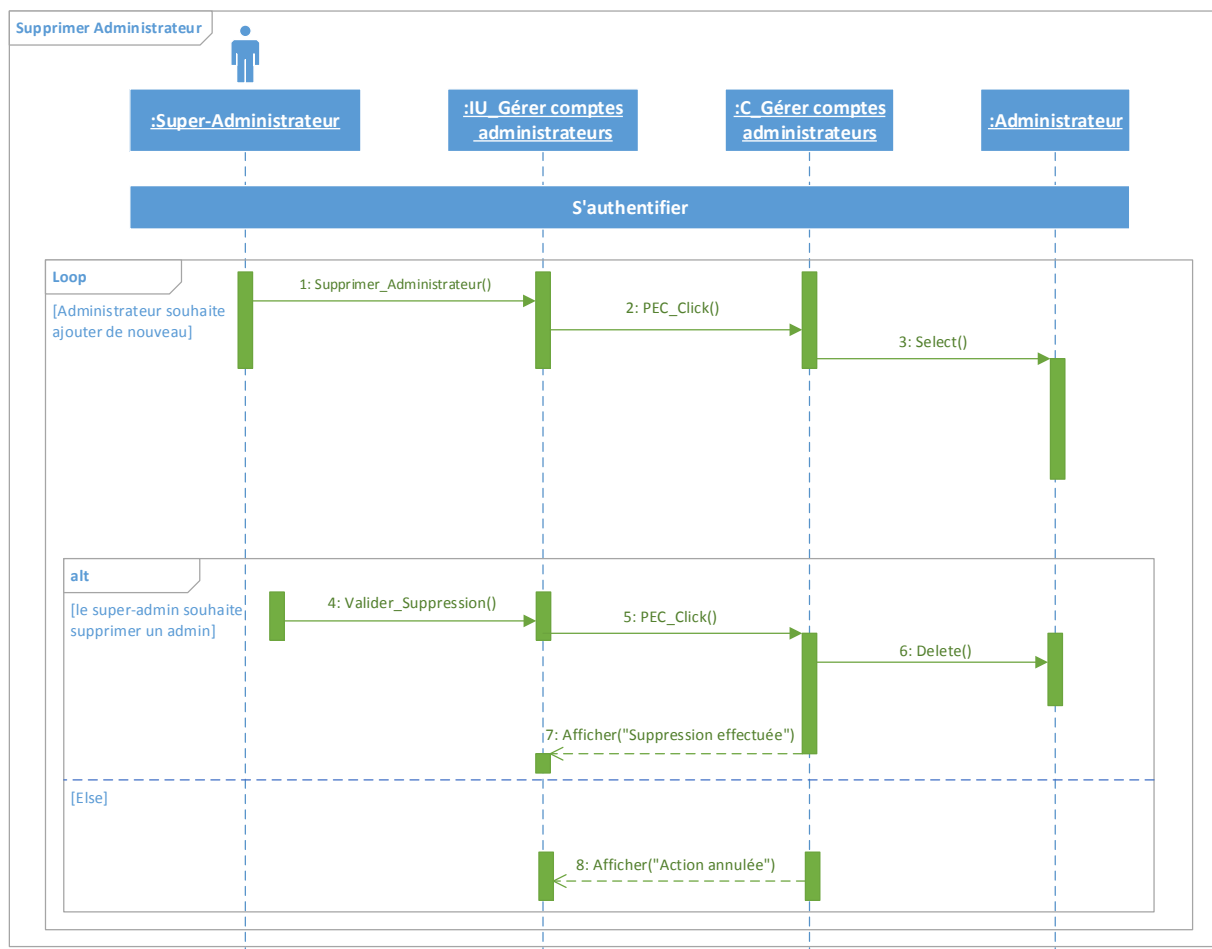 Supprimer Administrateur
:Super-Administrateur
:IU_Gérer comptes
administrateurs
:C_Gérer comptes
administrateurs
:Administrateur
S'authentifier
Loop
[Administrateur souhaite
ajouter de nouveau]
1: Supprimer_Administrateur()
2: PEC_Click()
3: Select()
alt
[le super-admin souhaite
supprimer un admin]
4: Valider_Suppression()
5: PEC_Click()
6: Delete()
7: Afficher("Suppression effectuée")
[Else]
8: Afficher("Action annulée")